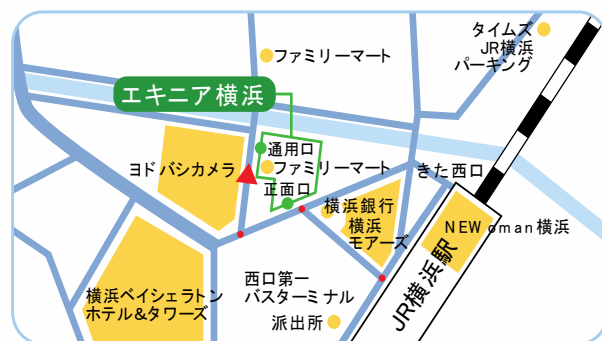 タイムズ
JR横浜
パーキング
ファミリーマート
エキニア横浜
通用口
ヨドバシカメラ
ファミリーマート
きた西口
正面口
横浜銀行
横浜
モアーズ
NEWoman横浜
JR横浜駅
西口第一
バスターミナル
横浜ベイシェラトン
ホテル&タワーズ
派出所